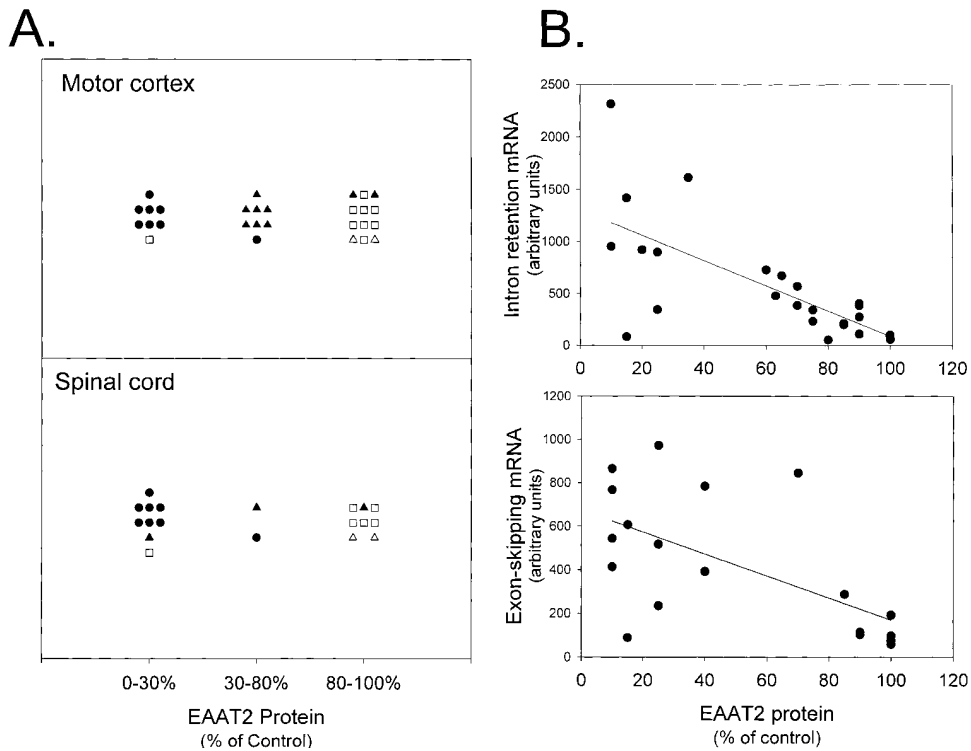 A.
Motor cortex
Spinal cord
0-30%
30-80%
80-100%
EAAT2 Protein
(% of Control)
B.
Intron retention mRNA
(arbitrary units)
2500
2000
1500
1000
500
0
0
20
40
60
80
100
120
Exon-skipping mRNA
(arbitrary units)
1200
1000
800
600
400
200
0
0
20
40
60
80
100
120
EAAT2 protein
(% of control)